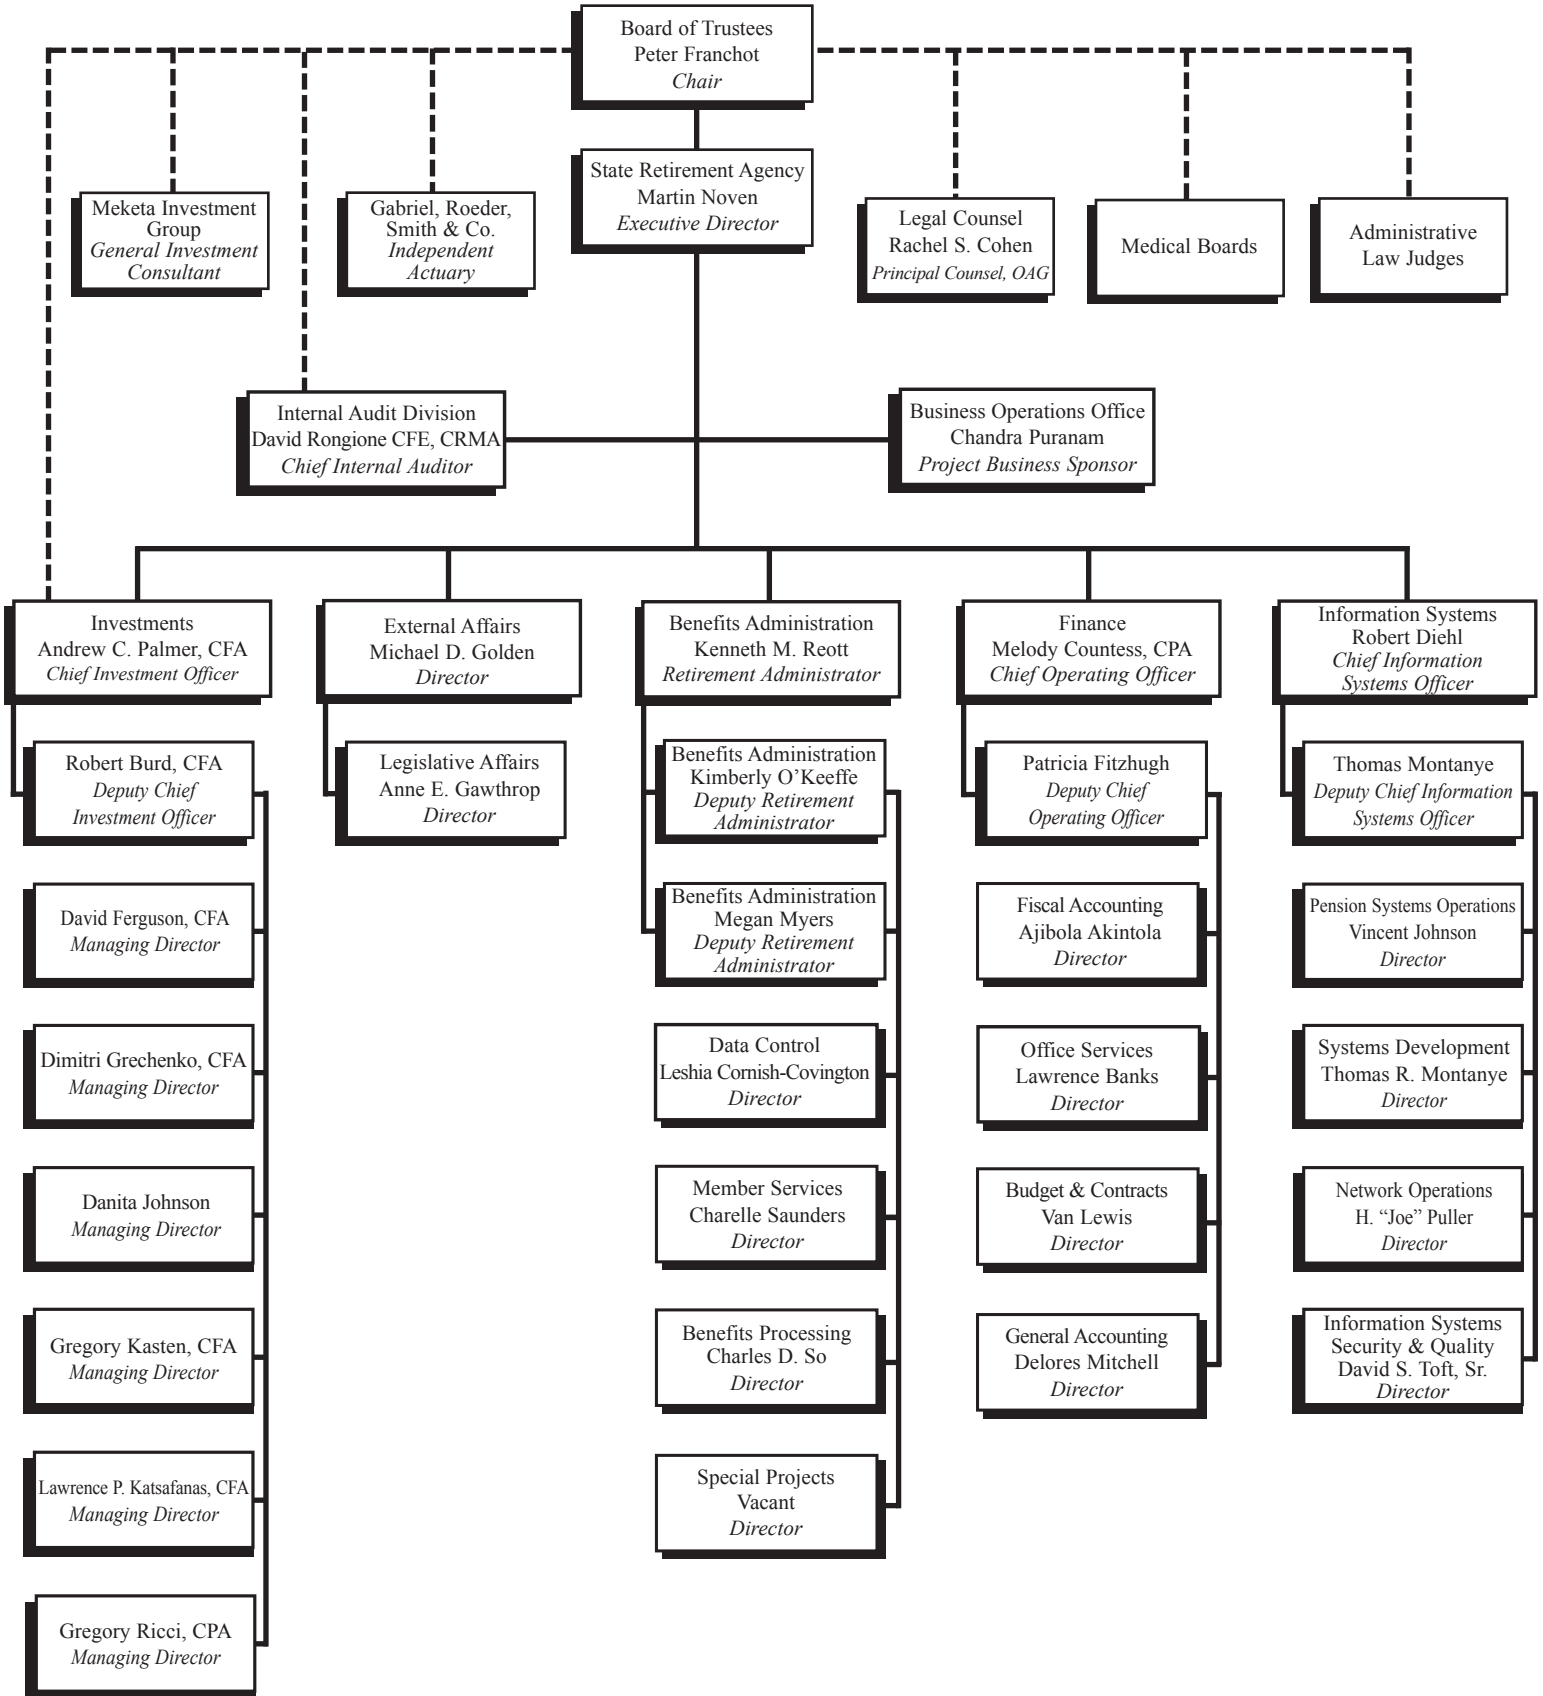 Board of Trustees
Peter Franchot
Chair
State Retirement Agency
Martin Noven
Executive Director
Meketa Investment
Group
General Investment
Consultant
Gabriel, Roeder,
Smith & Co.
Independent
Actuary
Legal Counsel
Rachel S. Cohen
Principal Counsel, OAG
Medical Boards
Administrative
Law Judges
Internal Audit Division
David Rongione CFE, CRMA
Chief Internal Auditor
Business Operations Office
Chandra Puranam
Project Business Sponsor
Investments
Andrew C. Palmer, CFA
Chief Investment Officer
Robert Burd, CFA
Deputy Chief
Investment Officer
David Ferguson, CFA
Managing Director
Dimitri Grechenko, CFA
Managing Director
Danita Johnson
Managing Director
Gregory Kasten, CFA
Managing Director
Lawrence P. Katsafanas, CFA
Managing Director
Gregory Ricci, CPA
Managing Director
External Affairs
Michael D. Golden
Director
Legislative Affairs
Anne E. Gawthrop
Director
Benefits Administration
Kenneth M. Reott
Retirement Administrator
Benefits Administration
Kimberly O’Keeffe
Deputy Retirement
Administrator
Benefits Administration
Megan Myers
Deputy Retirement
Administrator
Data Control
Leshia Cornish-Covington
Director
Member Services
Charelle Saunders
Director
Benefits Processing
Charles D. So
Director
Special Projects
Vacant
Director
Finance
Melody Countess, CPA
Chief Operating Officer
Patricia Fitzhugh
Deputy Chief
Operating Officer
Fiscal Accounting
Ajibola Akintola
Director
Office Services
Lawrence Banks
Director
Budget & Contracts
Van Lewis
Director
General Accounting
Delores Mitchell
Director
Information Systems
Robert Diehl
Chief Information
Systems Officer
Thomas Montanye
Deputy Chief Information
Systems Officer
Pension Systems Operations
Vincent Johnson
Director
Systems Development
Thomas R. Montanye
Director
Network Operations
H. “Joe” Puller
Director
Information Systems
Security & Quality
David S. Toft, Sr.
Director